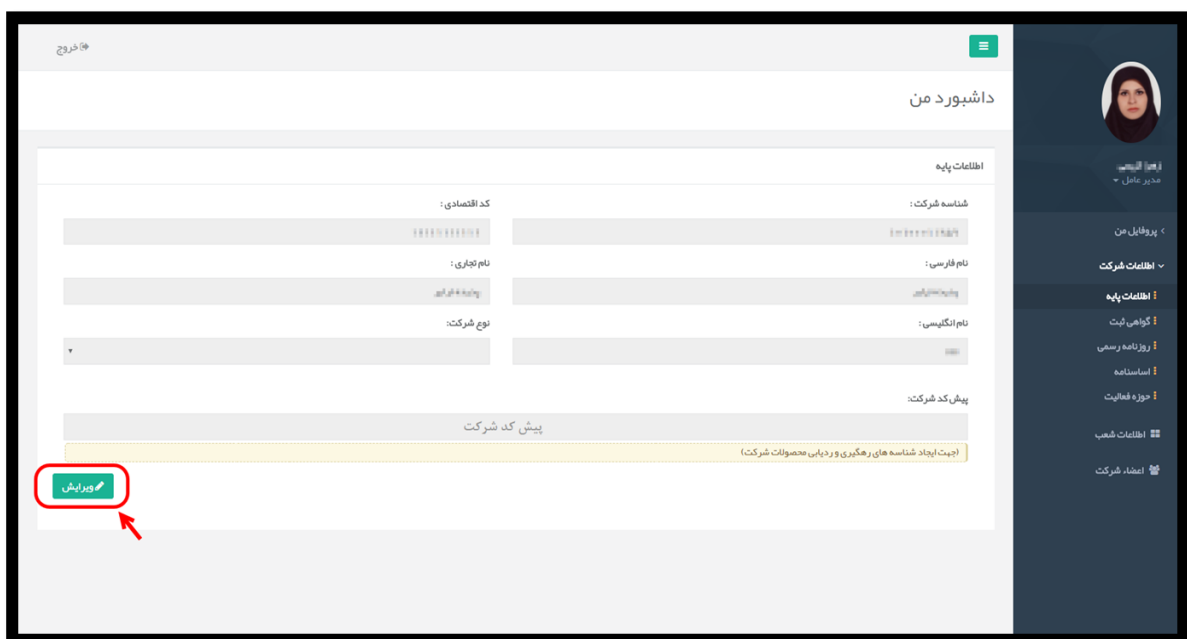 خروج
داشبورد من
اطلاعات پایه
شناسه شرکت :
کد اقتصادی :
نام فارسی :
نام تجاری :
نام انگلیسی :
نوع شرکت:
پیش کد شرکت:
پیش کد شرکت
(جهت ایجاد شناسه های رهگیری و ردیابی محصولات شرکت)
ویرایش
مدیر عامل
پروفایل من
اطلاعات شرکت
اطلاعات پایه
گواهی ثبت
روزنامه رسمی
اساسنامه
حوزه فعالیت
اطلاعات شعب
اعضاء شرکت